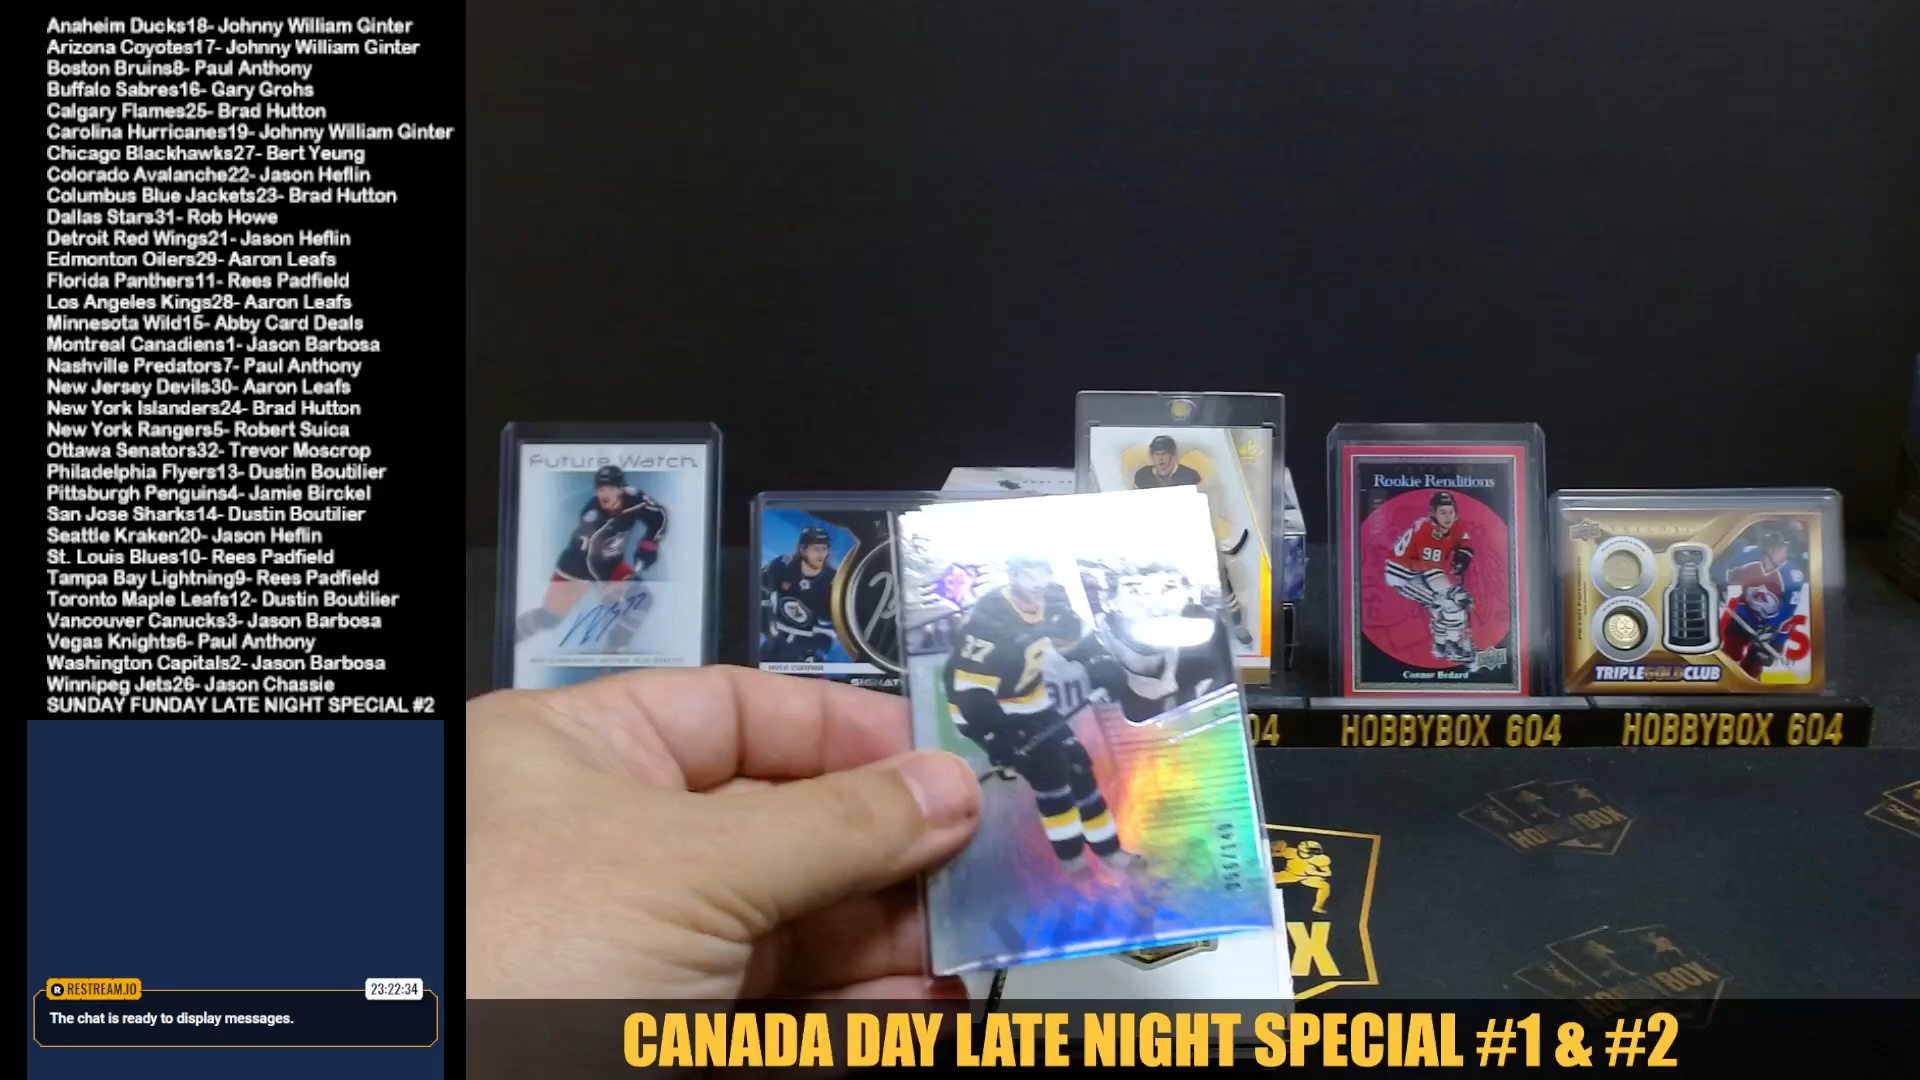 Anaheim Ducks18- Johnny William Ginter
Arizona Coyotes17- Johnny William Ginter
Boston Bruins8- Paul Anthony
Buffalo Sabres16- Gary Grohs
Calgary Flames25- Brad Hutton
Carolina Hurricanes19- Johnny William Ginter
Chicago Blackhawks27- Bert Yeung
Colorado Avalanche22- Jason Heflin
Columbus Blue Jackets23- Brad Hutton
Dallas Stars31- Rob Howe
Detroit Red Wings21- Jason Heflin
Edmonton Oilers29- Aaron Leafs
Florida Panthers11- Rees Padfield
Los Angeles Kings28- Aaron Leafs
Minnesota Wild15- Abby Card Deals
Montreal Canadiens1- Jason Barbosa
Nashville Predators7- Paul Anthony
New Jersey Devils30- Aaron Leafs
New York Islanders24- Brad Hutton
New York Rangers5- Robert Suica
Ottawa Senators32- Trevor Moscrop
Philadelphia Flyers13- Dustin Boutilier
Pittsburgh Penguins4- Jamie Birckel
San Jose Sharks14- Dustin Boutilier
Seattle Kraken20- Jason Heflin
St. Louis Blues10- Rees Padfield
Tampa Bay Lightning9- Rees Padfield
Toronto Maple Leafs12- Dustin Boutilier
Vancouver Canucks3- Jason Barbosa
Vegas Knights6- Paul Anthony
Washington Capitals2- Jason Barbosa
Winnipeg Jets26- Jason Chassie
SUNDAY FUNDAY LATE NIGHT SPECIAL #2
RESTREAM.IO
23:22:34
The chat is ready to display messages.
Future Watch
Rookie Renditions
98
Connor Bedard
TRIPLE GOLD CLUB
37
04
HOBBYBOX 604
HOBBYBOX 604
HOBBYBOX
X
CANADA DAY LATE NIGHT SPECIAL #1 & #2